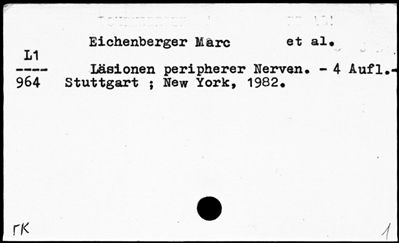 Eichenberger Marc et al.
L1
----
964
Läsionen peripherer Nerven. - 4 Aufl.-
Stuttgart ; New York, 1982.
ГК 1